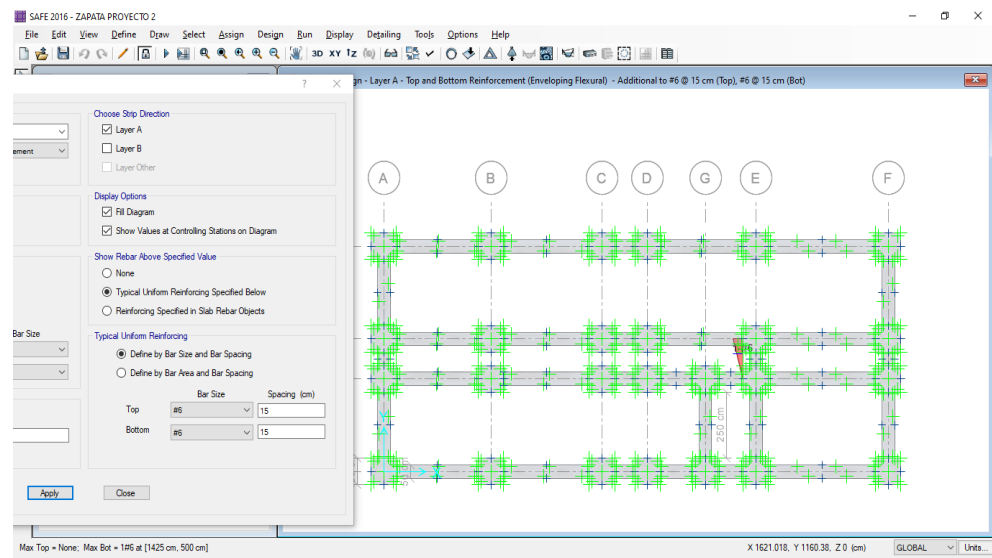 SAFE 2016 - ZAPATA PROYECTO 2
File Edit View Define Draw Select Assign Design Run Display Detailing Tools Options Help
3D XY
gn - Layer A - Top and Bottom Reinforcement (Enveloping Flexural) - Additional to #6 @ 15 cm (Top), #6 @ 15 cm (Bot)
Choose Strip Direction
Layer A
ement
Layer B
Layer Other
Display Options
Fill Diagram
Show Values at Controlling Stations on Diagram
Show Rebar Above Specified Value
None
Typical Uniform Reinforcing Specified Below
Reinforcing Specified in Slab Rebar Objects
Bar Size
Typical Uniform Reinforcing
Define by Bar Size and Bar Spacing
Define by Bar Area and Bar Spacing
Bar Size Spacing (cm)
Top #6 15
Bottom #6 15
Apply Close
A B C D G E F
250 cm
Max Top = None; Max Bot = 1#6 at [1425 cm, 500 cm]
X 1621.018, Y 1160.38, Z 0 (cm)
GLOBAL
Units...